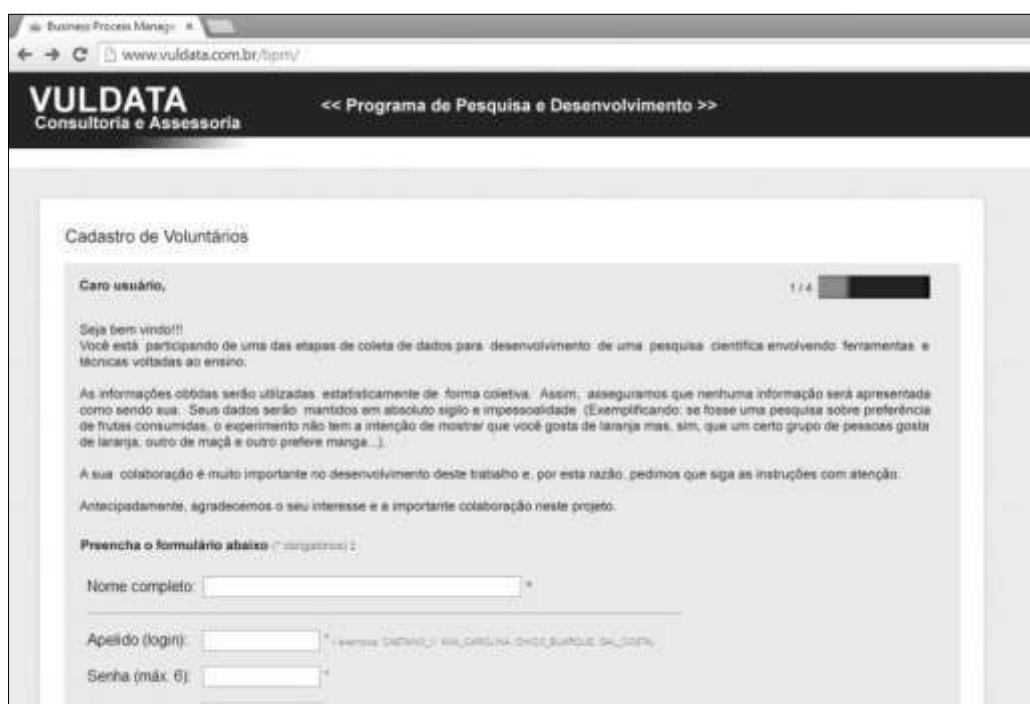 Business Process Manage
www.vuldata.com.br/bpm/
VULDATA
Consultoria e Assessoria
<< Programa de Pesquisa e Desenvolvimento >>
Cadastro de Voluntários
Caro usuário,
1 / 4
Seja bem vindo!!!
Você está participando de uma das etapas de coleta de dados para desenvolvimento de uma pesquisa científica envolvendo ferramentas e
técnicas voltadas ao ensino.
As informações obtidas serão utilizadas estatisticamente de forma coletiva. Assim, asseguramos que nenhuma informação será apresentada
como sendo sua. Seus dados serão mantidos em absoluto sigilo e impessoalidade (Exemplificando: se fosse uma pesquisa sobre preferência
de frutas consumidas, o experimento não tem a intenção de mostrar que você gosta de laranja mas, sim, que um certo grupo de pessoas gosta
de laranja, outro de maçã e outro prefere manga...).
A sua colaboração é muito importante no desenvolvimento deste trabalho e, por esta razão, pedimos que siga as instruções com atenção.
Antecipadamente, agradecemos o seu interesse e a importante colaboração neste projeto.
Preencha o formulário abaixo (* obrigatórios) :
Nome completo: *
Apelido (login): * CAETANO_V, ANA_CAROLINA, CHICO_BUARQUE, GAL_COSTA
Senha (máx. 6): *